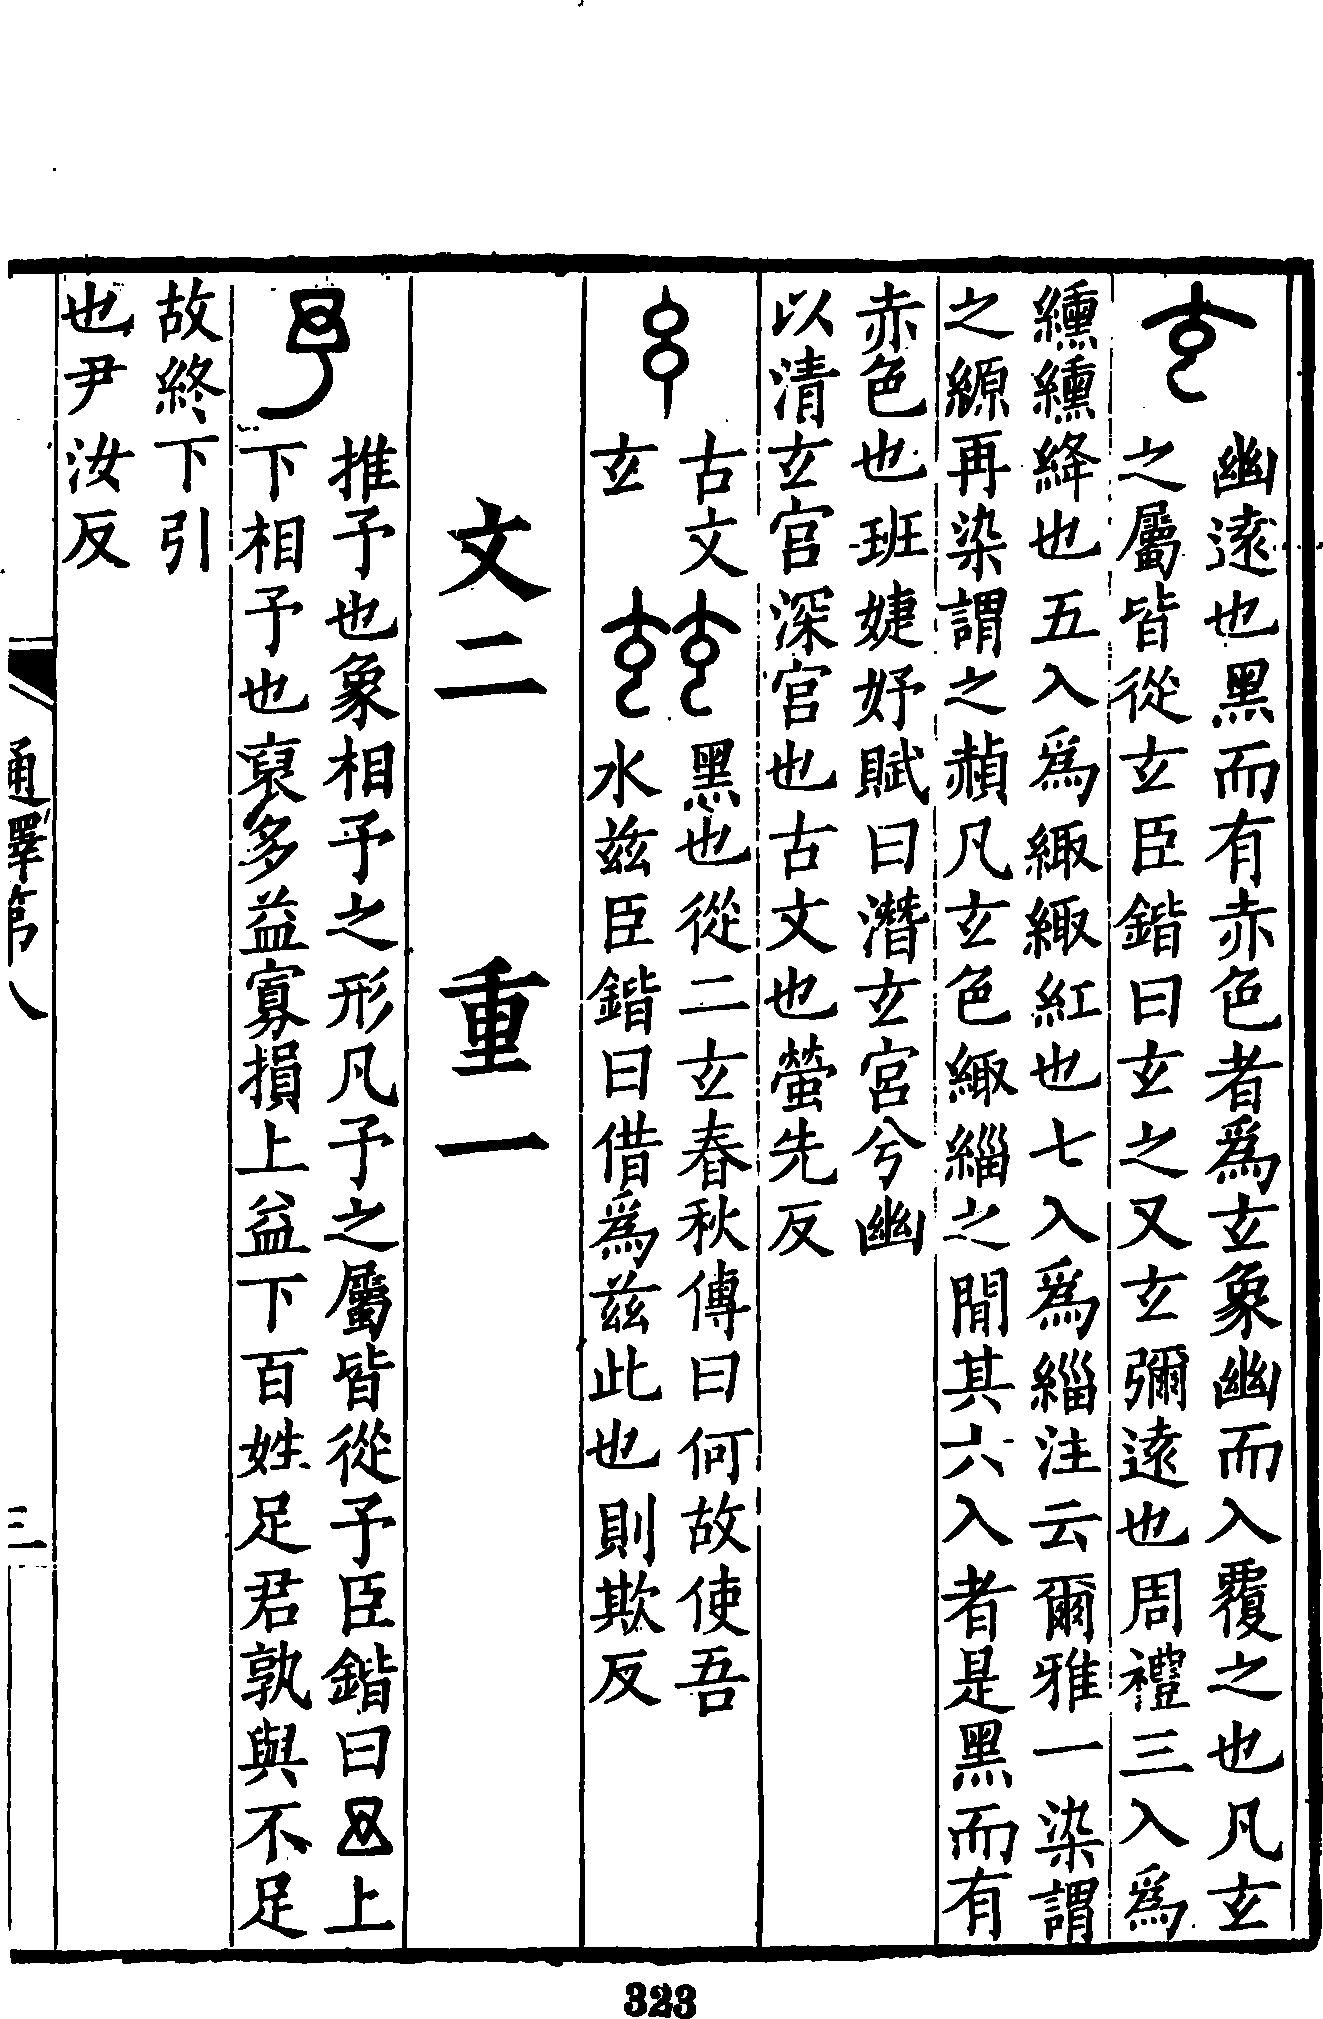 玄
幽遠也黑而有赤色者爲玄象幽而入覆之也凡玄
之屬皆從玄臣鍇曰玄之又玄彌遠也周禮三入爲
纁纁絳也五入爲緅緅紅也七入爲緇注云爾雅一染謂
之縓再染謂之赬凡玄色緅緇之閒其六入者是黑而有
赤色也班婕妤賦曰潛玄宮兮幽
以清玄宮深宮也古文也螢先反
古文
玄
玆
黑也從二玄春秋傳曰何故使吾
水玆臣鍇曰借爲玆此也則欺反
文二 重一
予
推予也象相予之形凡予之屬皆從予臣鍇曰上
下相予也裒多益寡損上益下百姓足君孰與不足
故終下引
也尹汝反
通釋第八
三
323